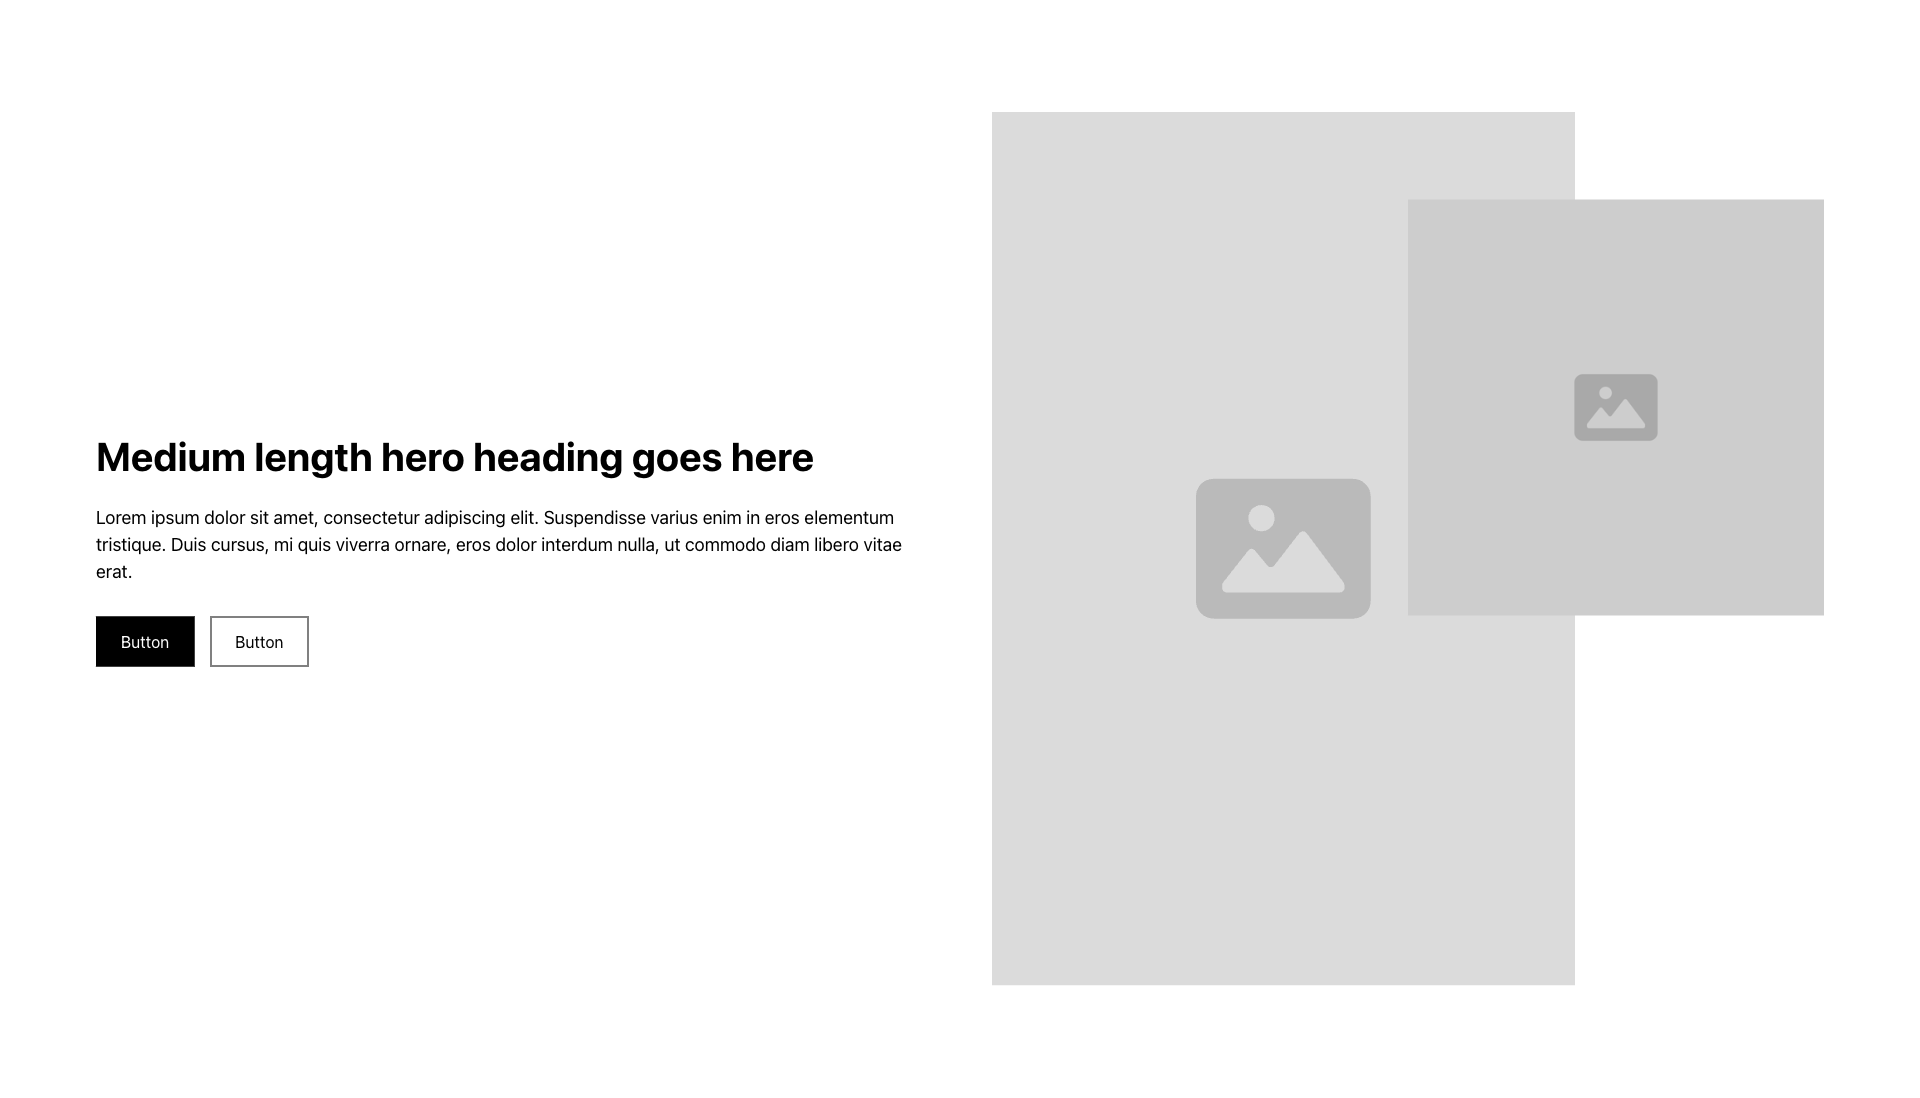 Medium length hero heading goes here
Lorem ipsum dolor sit amet, consectetur adipiscing elit. Suspendisse varius enim in eros elementum
tristique. Duis cursus, mi quis viverra ornare, eros dolor interdum nulla, ut commodo diam libero vitae
erat.
Button
Button